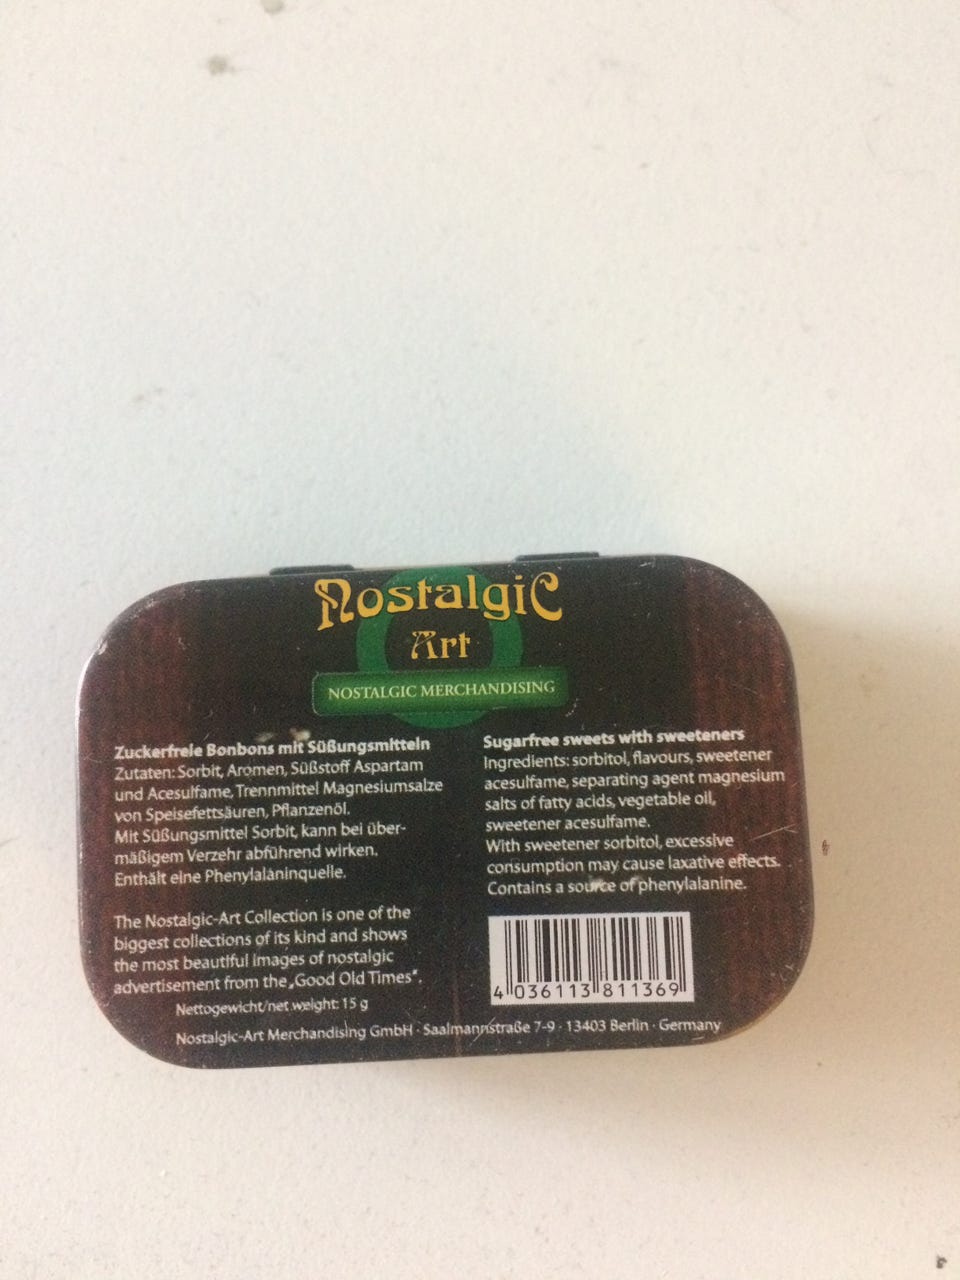 Nostalgic
Art
NOSTALGIC MERCHANDISING
Zuckerfreie Bonbons mit Süßungsmitteln
Zutaten: Sorbit, Aromen, Süßstoff Aspartam
und Acesulfame, Trennmittel Magnesiumsalze
von Speisefettsäuren, Pflanzenöl.
Mit Süßungsmittel Sorbit, kann bei über-
mäßigem Verzehr abführend wirken.
Enthält eine Phenylalaninquelle.
The Nostalgic-Art Collection is one of the
biggest collections of its kind and shows
the most beautiful images of nostalgic
advertisement from the „Good Old Times“.
Sugarfree sweets with sweeteners
Ingredients: sorbitol, flavours, sweetener
acesulfame, separating agent magnesium
salts of fatty acids, vegetable oil,
sweetener acesulfame.
With sweetener sorbitol, excessive
consumption may cause laxative effects.
Contains a source of phenylalanine.
4 036113 811369
Nettogewicht/net weight: 15 g
Nostalgic-Art Merchandising GmbH · Saalmannstraße 7-9 · 13403 Berlin · Germany